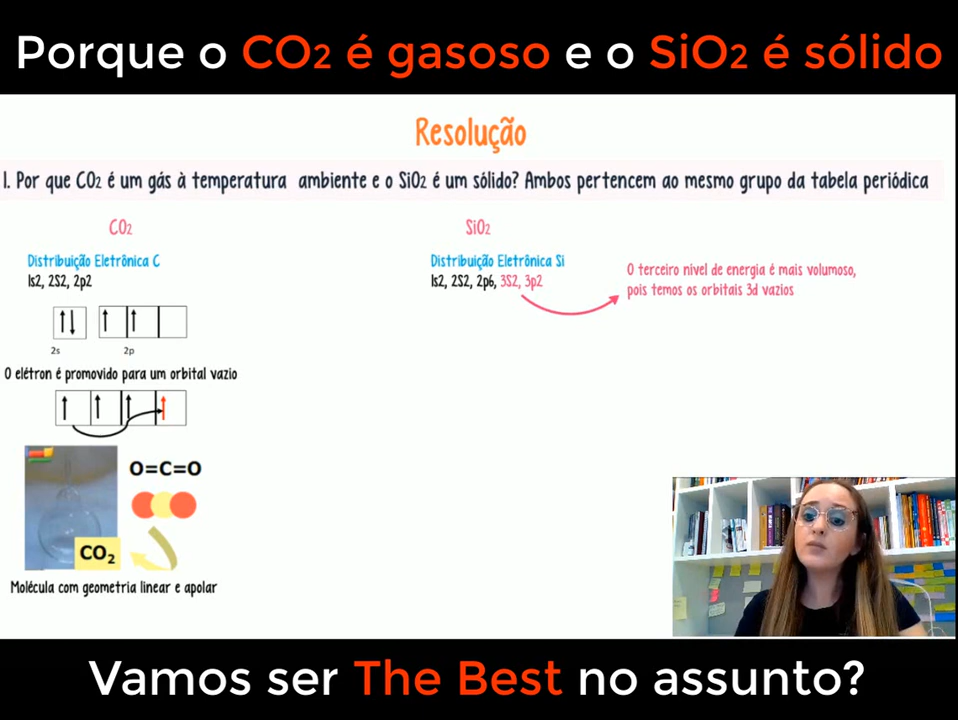 Porque o CO2 é gasoso e o SiO2 é sólido
Resolução
1. Por que CO2 é um gás à temperatura ambiente e o SiO2 é um sólido? Ambos pertencem ao mesmo grupo da tabela periódica
CO2
Distribuição Eletrônica C
1s2, 2S2, 2p2
2s 2p
O elétron é promovido para um orbital vazio
O=C=O
CO2
Molécula com geometria linear e apolar
SiO2
Distribuição Eletrônica Si
1s2, 2S2, 2p6, 3S2, 3p2
O terceiro nível de energia é mais volumoso,
pois temos os orbitais 3d vazios
Vamos ser The Best no assunto?